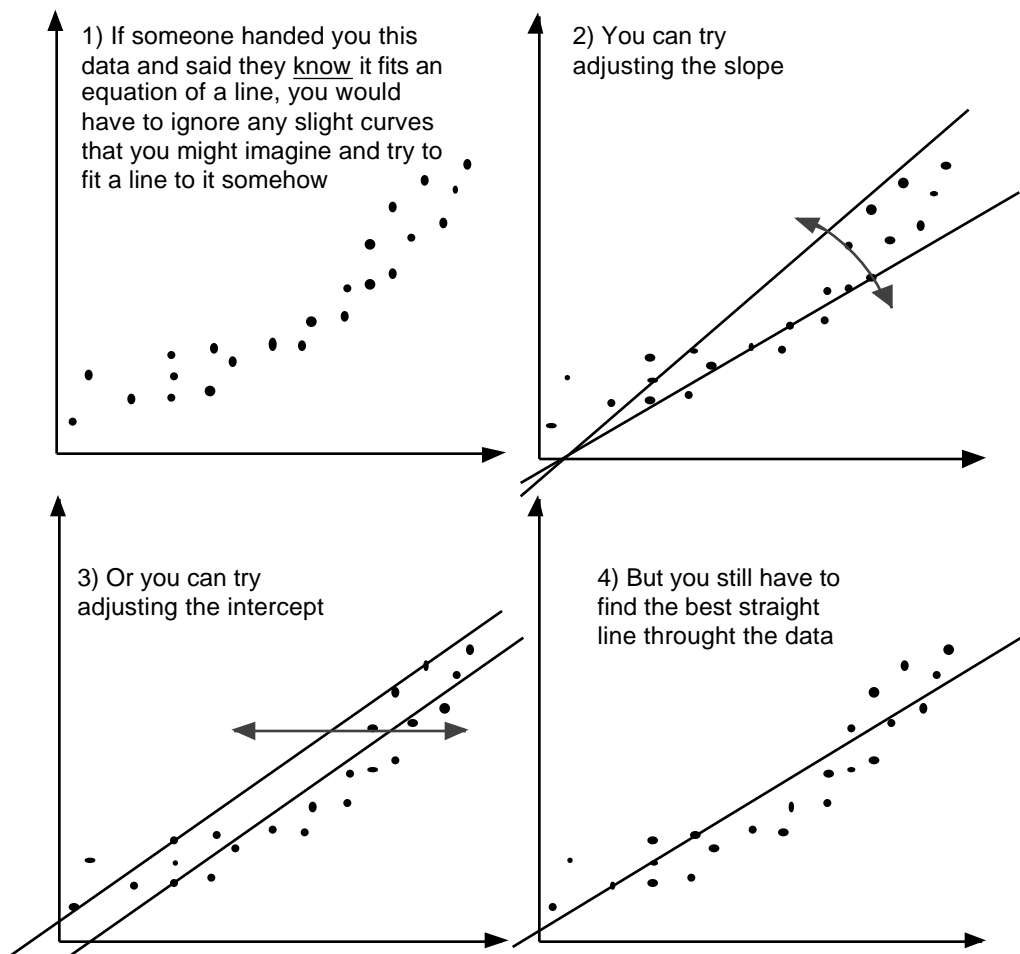 1) If someone handed you this
data and said they know it fits an
equation of a line, you would
have to ignore any slight curves
that you might imagine and try to
fit a line to it somehow
2) You can try
adjusting the slope
3) Or you can try
adjusting the intercept
4) But you still have to
find the best straight
line throught the data